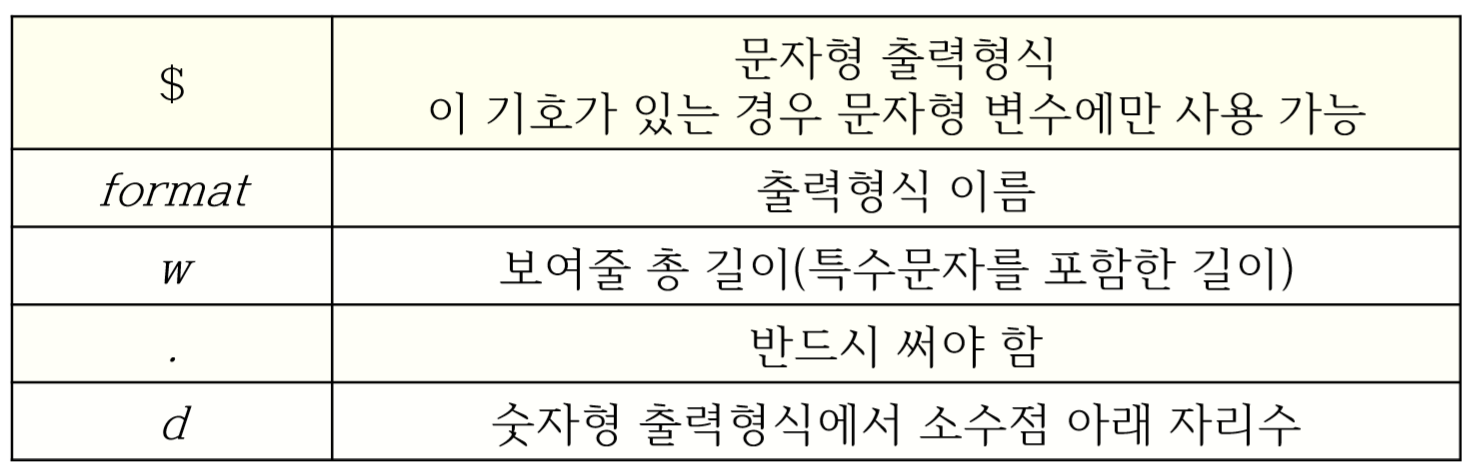 $
문자형 출력형식
이 기호가 있는 경우 문자형 변수에만 사용 가능
format
출력형식 이름
w
보여줄 총 길이(특수문자를 포함한 길이)
.
반드시 써야 함
d
숫자형 출력형식에서 소수점 아래 자리수